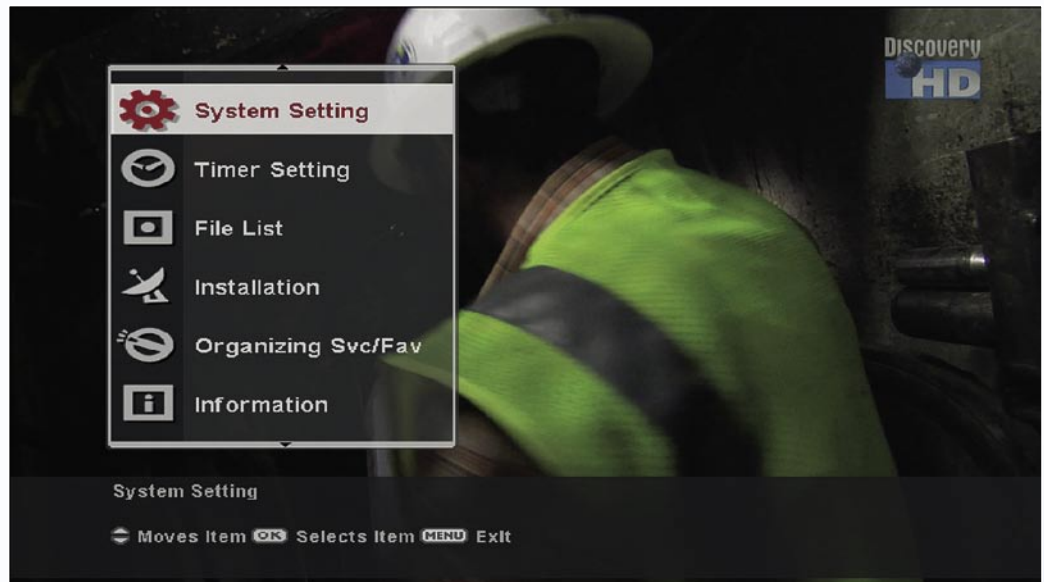 Discovery
HD
System Setting
Timer Setting
File List
Installation
Organizing Svc/Fav
Information
System Setting
Moves Item OK Selects Item MENU Exit